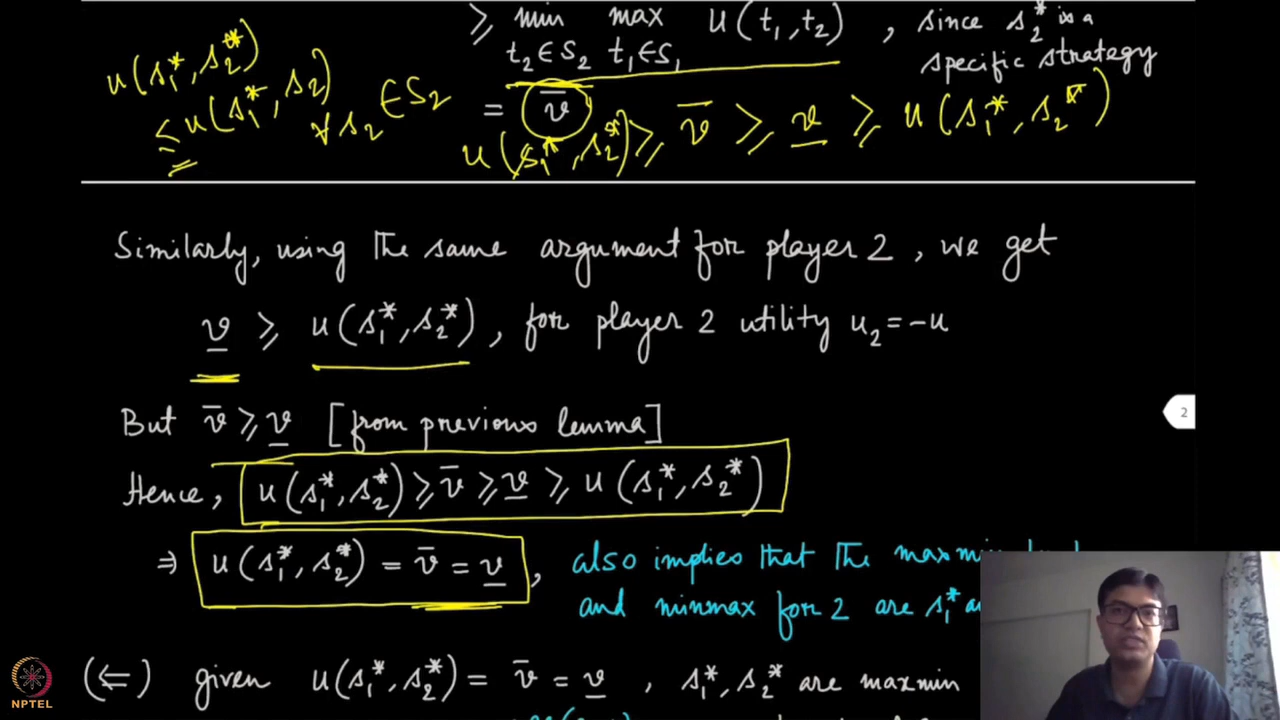 ≥ min max u(t₁, t₂), since s₂* is a
t₂∈S₂ t₁∈S₁ specific strategy
u(s₁*, s₂*)
≤ u(s₁*, s₂)
∀ s₂ ∈ S₂
= v̅
u(s₁*, s₂*) ≥ v̅ ≥ v̲ ≥ u(s₁*, s₂*)
Similarly, using the same argument for player 2, we get
v̲ ≥ u(s₁*, s₂*), for player 2 utility u₂ = -u
But v̅ ≥ v̲ [from previous lemma]
2
Hence, u(s₁*, s₂*) ≥ v̅ ≥ v̲ ≥ u(s₁*, s₂*)
⇒ u(s₁*, s₂*) = v̅ = v̲, also implies that the maxmin
and minmax for 2 are s₁*
(⇐) given u(s₁*, s₂*) = v̅ = v̲, s₁*, s₂* are maxmin
NPTEL